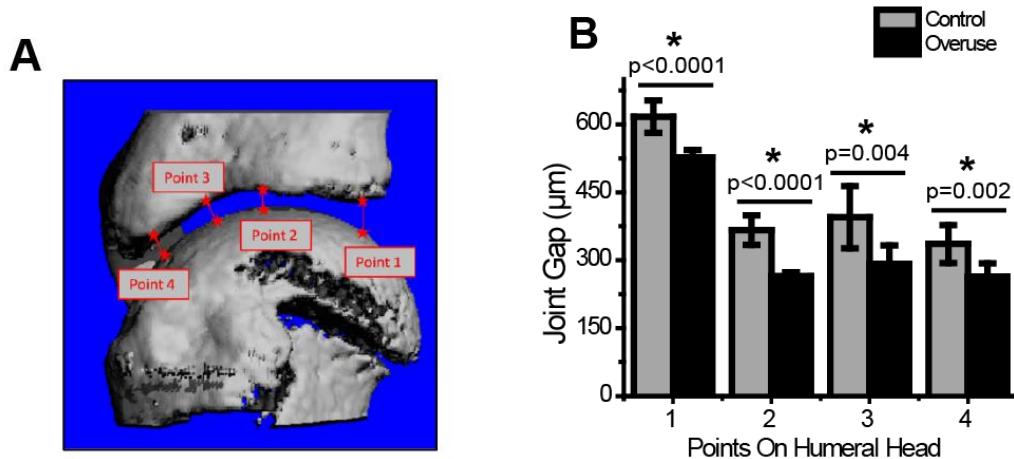 A
Point 3
Point 2
Point 1
Point 4
B
Control
Overuse
*
p<0.0001
*
p<0.0001
*
p=0.004
*
p=0.002
Joint Gap (µm)
600
450
300
150
0
1 2 3 4
Points On Humeral Head